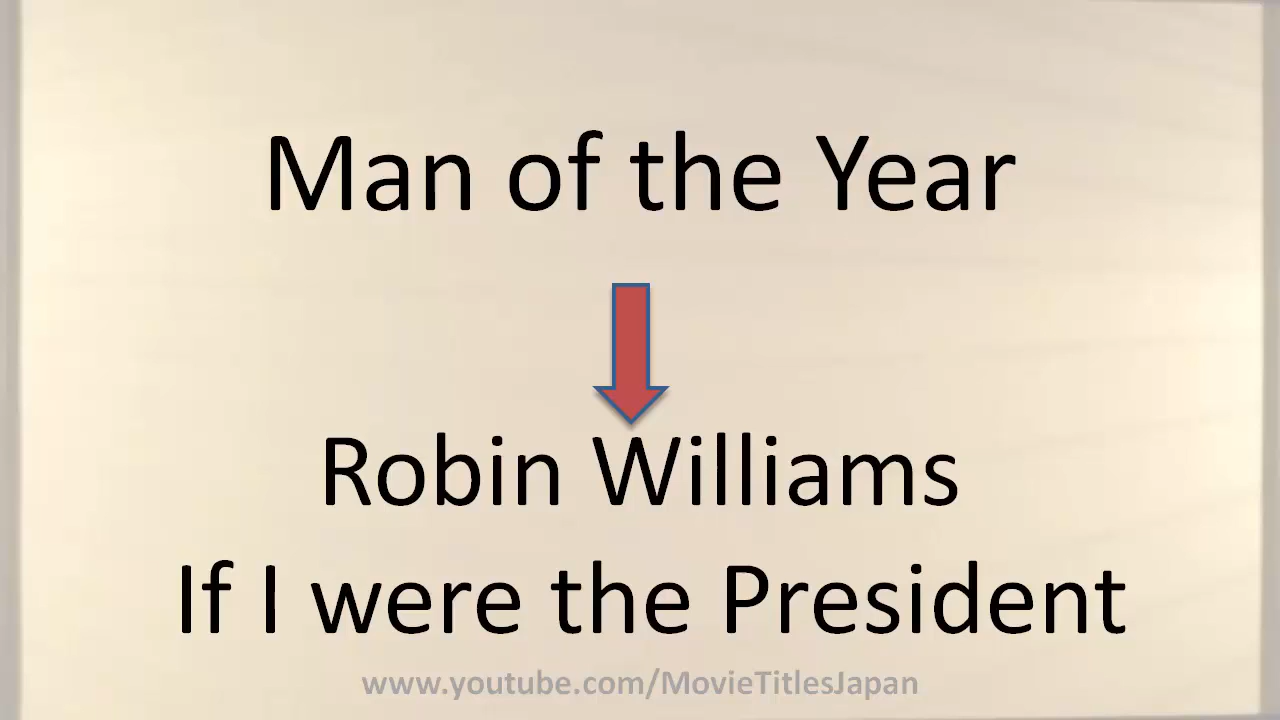 Man of the Year
Robin Williams
If I were the President
www.youtube.com/MovieTitlesJapan